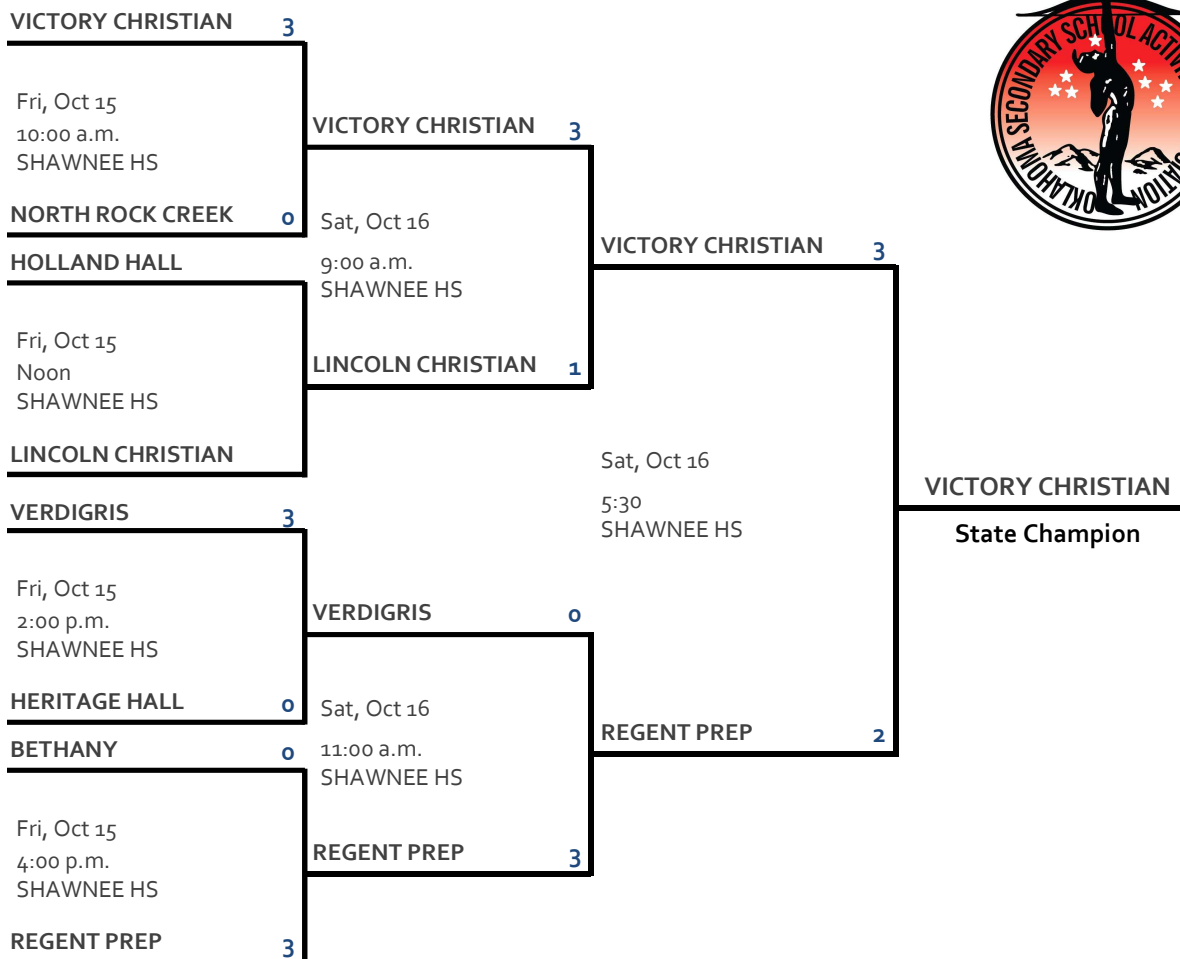 VICTORY CHRISTIAN 3
Fri, Oct 15
10:00 a.m.
SHAWNEE HS
NORTH ROCK CREEK 0
HOLLAND HALL
Fri, Oct 15
Noon
SHAWNEE HS
LINCOLN CHRISTIAN
VERDIGRIS 3
Fri, Oct 15
2:00 p.m.
SHAWNEE HS
HERITAGE HALL 0
BETHANY 0
Fri, Oct 15
4:00 p.m.
SHAWNEE HS
REGENT PREP 3
VICTORY CHRISTIAN 3
Sat, Oct 16
9:00 a.m.
SHAWNEE HS
LINCOLN CHRISTIAN 1
VERDIGRIS 0
Sat, Oct 16
11:00 a.m.
SHAWNEE HS
REGENT PREP 3
VICTORY CHRISTIAN 3
Sat, Oct 16
5:30
SHAWNEE HS
REGENT PREP 2
VICTORY CHRISTIAN
State Champion
OKLAHOMA SECONDARY SCHOOL